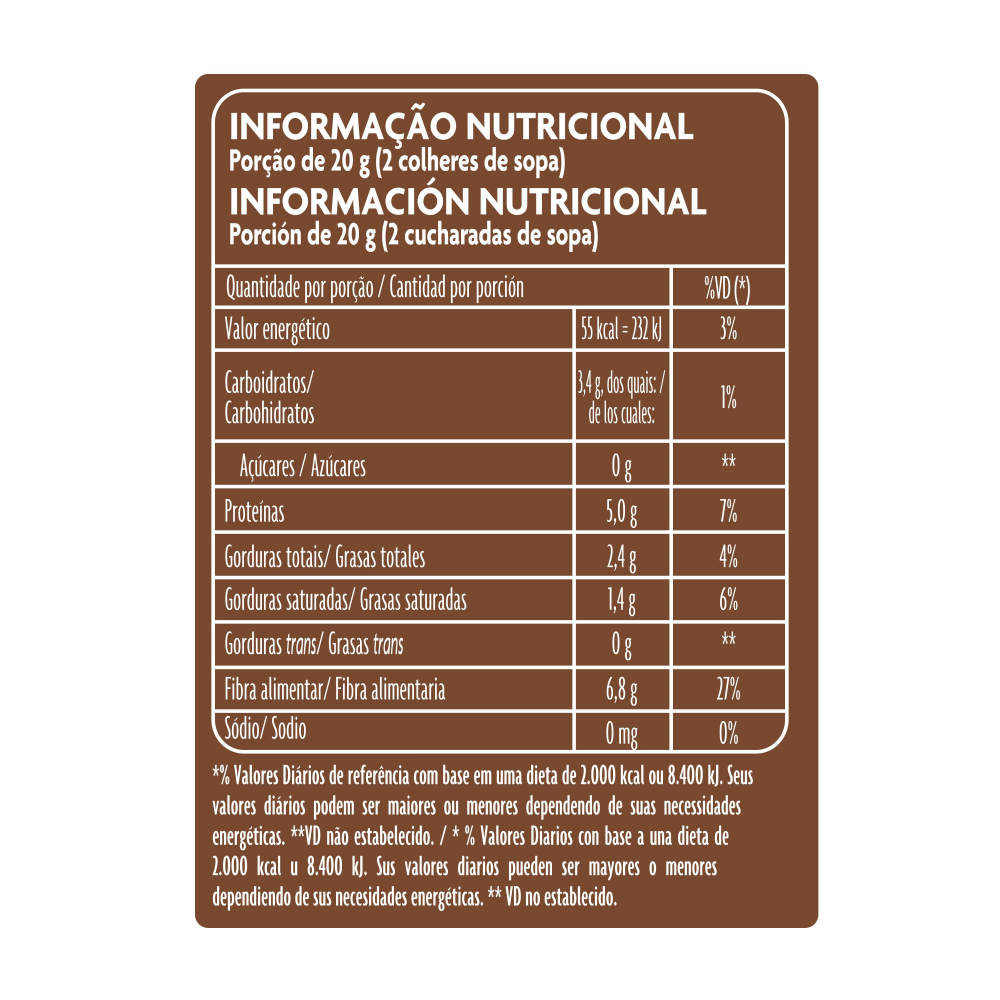 INFORMAÇÃO NUTRICIONAL
Porção de 20 g (2 colheres de sopa)
INFORMACIÓN NUTRICIONAL
Porción de 20 g (2 cucharadas de sopa)
Quantidade por porção / Cantidad por porción %VD (*)
Valor energético 55 kcal = 232 kJ 3%
Carboidratos/ 3,4 g, dos quais: /
Carbohidratos de los cuales: 1%
Açúcares / Azúcares 0 g **
Proteínas 5,0 g 7%
Gorduras totais/ Grasas totales 2,4 g 4%
Gorduras saturadas/ Grasas saturadas 1,4 g 6%
Gorduras trans/ Grasas trans 0 g **
Fibra alimentar/ Fibra alimentaria 6,8 g 27%
Sódio/ Sodio 0 mg 0%
*% Valores Diários de referência com base em uma dieta de 2.000 kcal ou 8.400 kJ. Seus
valores diários podem ser maiores ou menores dependendo de suas necessidades
energéticas. **VD não estabelecido. / * % Valores Diarios con base a una dieta de
2.000 kcal u 8.400 kJ. Sus valores diarios pueden ser mayores o menores
dependiendo de sus necesidades energéticas. ** VD no establecido.